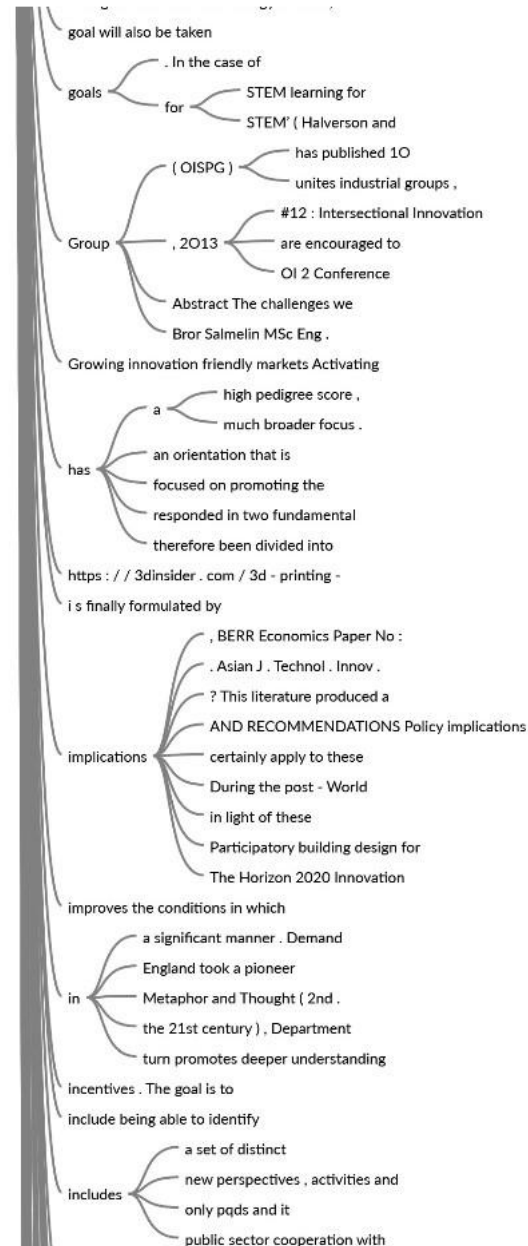 goal will also be taken
. In the case of
goals
for
STEM learning for
STEM' ( Halverson and
( OISPG )
has published 1O
unites industrial groups ,
Group
, 2O13
#12 : Intersectional Innovation
are encouraged to
OI 2 Conference
Abstract The challenges we
Bror Salmelin MSc Eng .
Growing innovation friendly markets Activating
has
a
high pedigree score ,
much broader focus .
an orientation that is
focused on promoting the
responded in two fundamental
therefore been divided into
https : / / 3dinsider . com / 3d - printing -
i s finally formulated by
implications
, BERR Economics Paper No :
. Asian J . Technol . Innov .
? This literature produced a
AND RECOMMENDATIONS Policy implications
certainly apply to these
During the post - World
in light of these
Participatory building design for
The Horizon 2020 Innovation
improves the conditions in which
in
a significant manner . Demand
England took a pioneer
Metaphor and Thought ( 2nd .
the 21st century ) , Department
turn promotes deeper understanding
incentives . The goal is to
include being able to identify
includes
a set of distinct
new perspectives , activities and
only pqds and it
public sector cooperation with